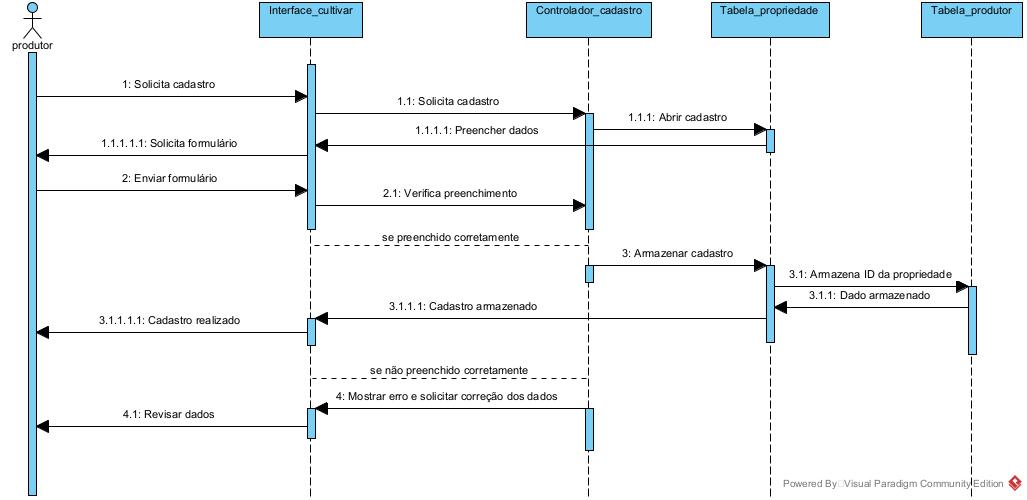 Interface_cultivar
Controlador_cadastro
Tabela_propriedade
Tabela_produtor
produtor
1: Solicita cadastro
1.1: Solicita cadastro
1.1.1: Abrir cadastro
1.1.1.1: Preencher dados
1.1.1.1.1: Solicita formulário
2: Enviar formulário
2.1: Verifica preenchimento
se preenchido corretamente
3: Armazenar cadastro
3.1: Armazena ID da propriedade
3.1.1: Dado armazenado
3.1.1.1: Cadastro armazenado
3.1.1.1.1: Cadastro realizado
se não preenchido corretamente
4: Mostrar erro e solicitar correção dos dados
4.1: Revisar dados
Powered By Visual Paradigm Community Edition